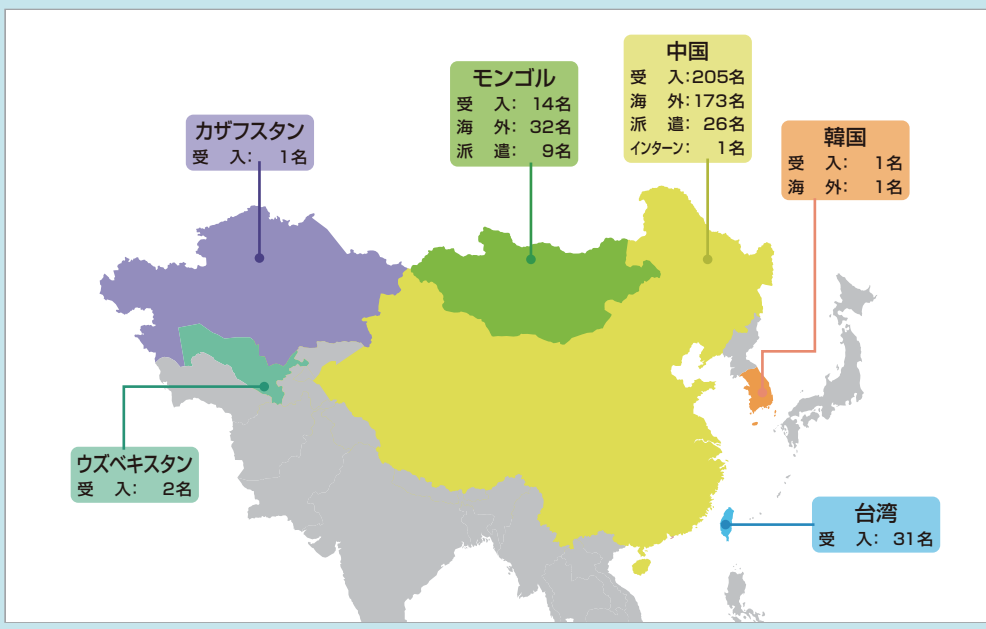 カザフスタン
受　入：　1名
モンゴル
受　入：　14名
海　外：　32名
派　遣：　9名
中国
受　入：205名
海　外：173名
派　遣：　26名
インターン：　1名
韓国
受　入：　1名
海　外：　1名
ウズベキスタン
受　入：　2名
台湾
受　入：　31名